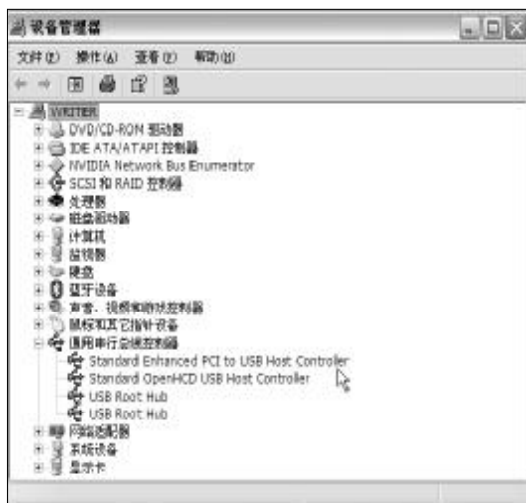 设备管理器
文件(F) 操作(A) 查看(V) 帮助(H)
WRITER
DVD/CD-ROM 驱动器
IDE ATA/ATAPI 控制器
NVIDIA Network Bus Enumerator
SCSI 和 RAID 控制器
处理器
磁盘驱动器
计算机
监视器
键盘
蓝牙设备
声音、视频和游戏控制器
鼠标和其它指针设备
通用串行总线控制器
Standard Enhanced PCI to USB Host Controller
Standard OpenHCD USB Host Controller
USB Root Hub
USB Root Hub
网络适配器
系统设备
显示卡